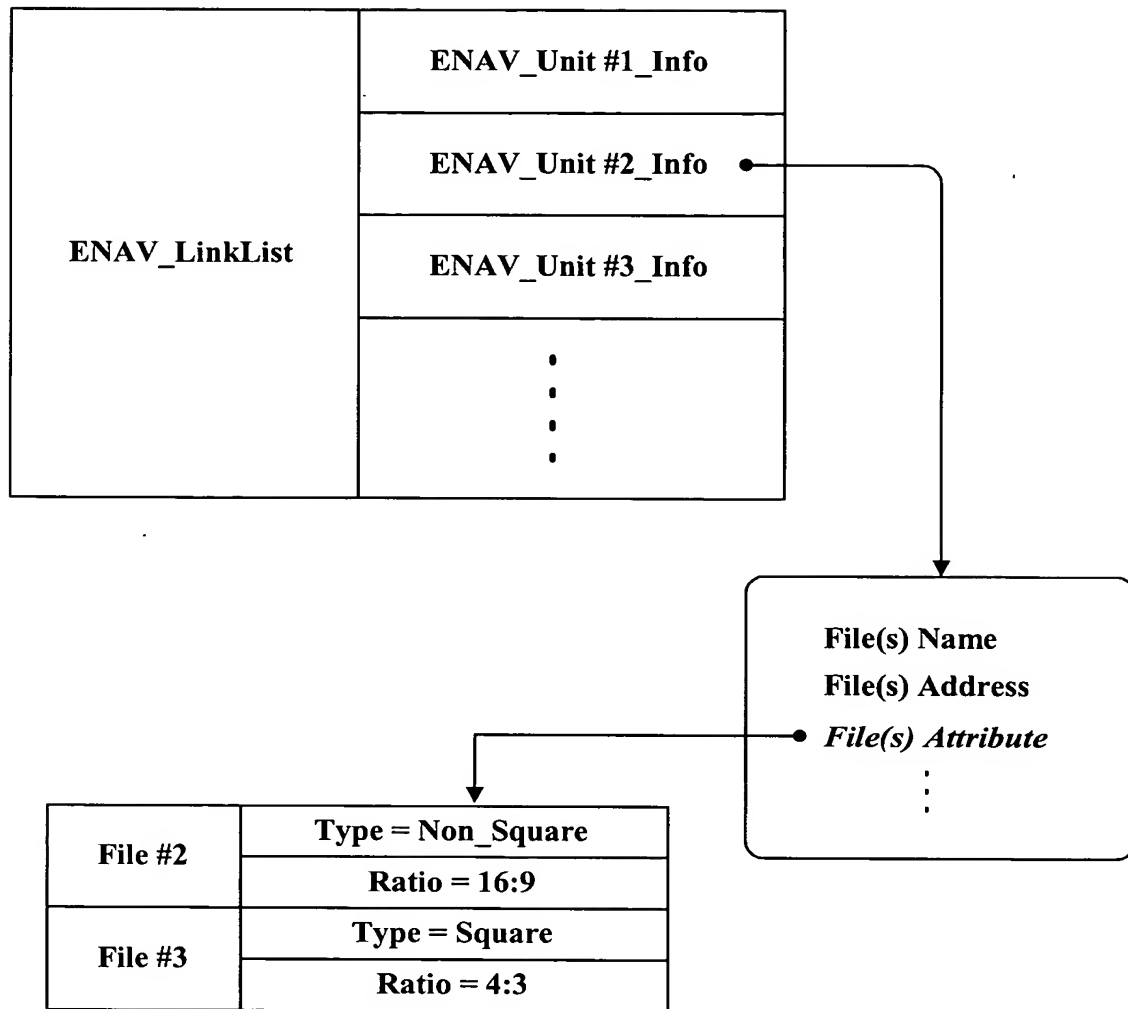 ENAV_LinkList
ENAV_Unit #1_Info
ENAV_Unit #2_Info
ENAV_Unit #3_Info
File(s) Name
File(s) Address
File(s) Attribute
File #2
Type = Non_Square
Ratio = 16:9
File #3
Type = Square
Ratio = 4:3